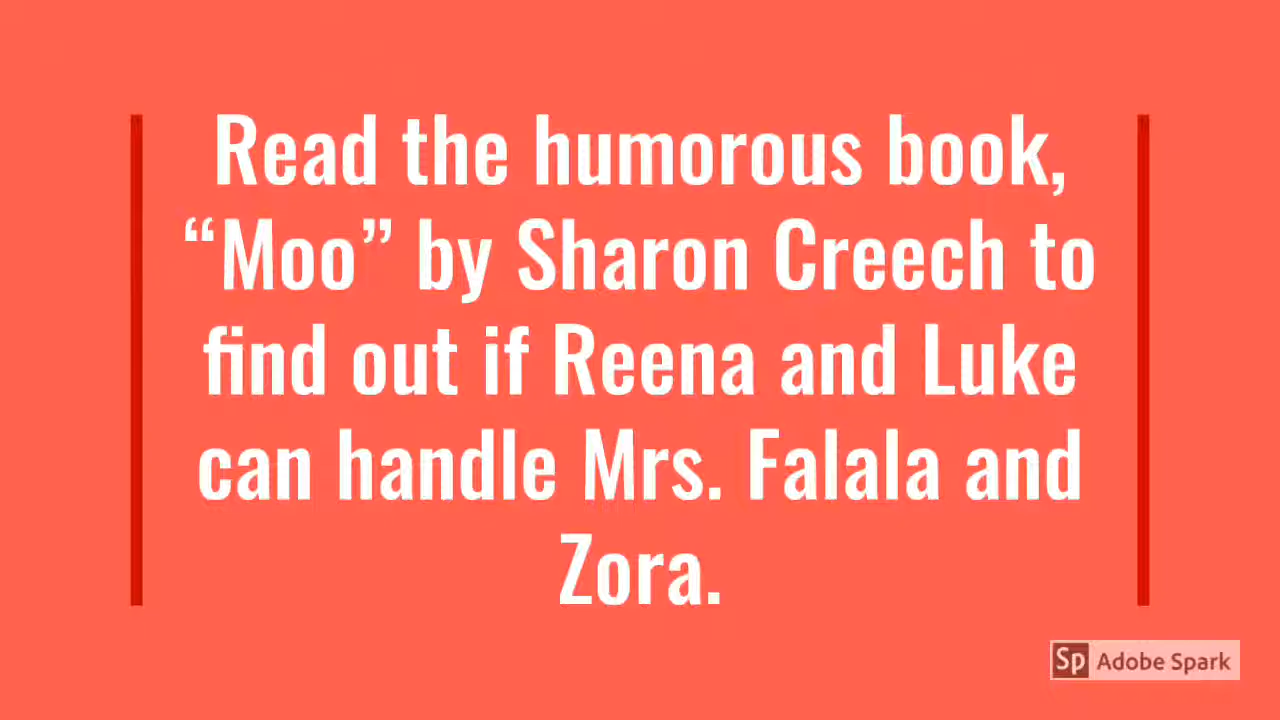 Read the humorous book,
“Moo” by Sharon Creech to
find out if Reena and Luke
can handle Mrs. Falala and
Zora.
Sp Adobe Spark